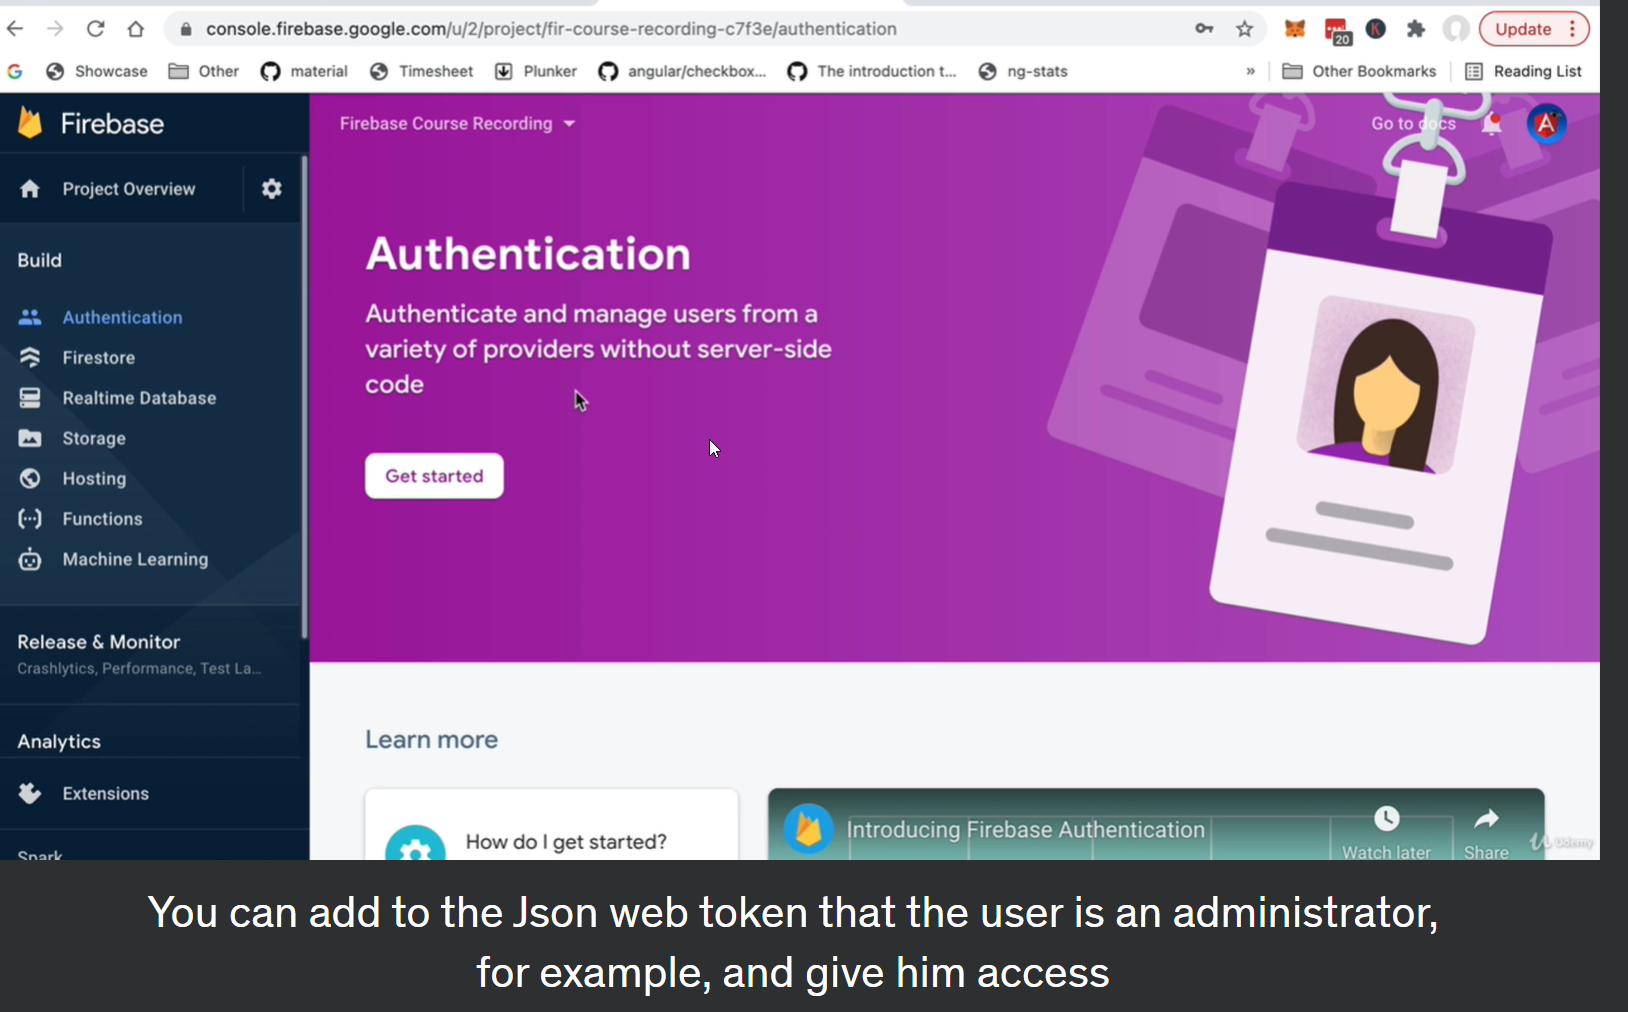 console.firebase.google.com/u/2/project/fir-course-recording-c7f3e/authentication
20
Update
Showcase
Other
material
Timesheet
Plunker
angular/checkbox...
The introduction t...
ng-stats
»
Other Bookmarks
Reading List
Firebase
Firebase Course Recording
Go to docs
Project Overview
Build
Authentication
Firestore
Realtime Database
Storage
Hosting
Functions
Machine Learning
Release & Monitor
Crashlytics, Performance, Test La...
Analytics
Extensions
Spark
Authentication
Authenticate and manage users from a
variety of providers without server-side
code
Get started
Learn more
How do I get started?
Introducing Firebase Authentication
Watch later
Share
Udemy
You can add to the Json web token that the user is an administrator,
for example, and give him access